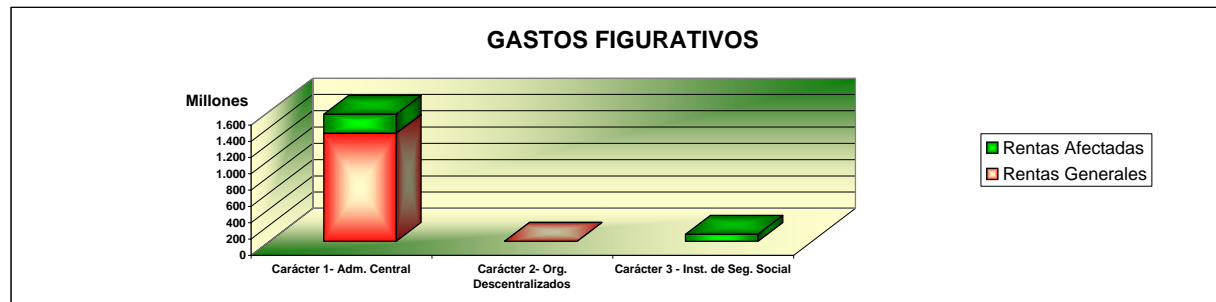 GASTOS FIGURATIVOS
Millones
1.600
1.400
1.200
1.000
800
600
400
200
0
Carácter 1- Adm. Central
Carácter 2- Org.
Descentralizados
Carácter 3 - Inst. de Seg. Social
Rentas Afectadas
Rentas Generales